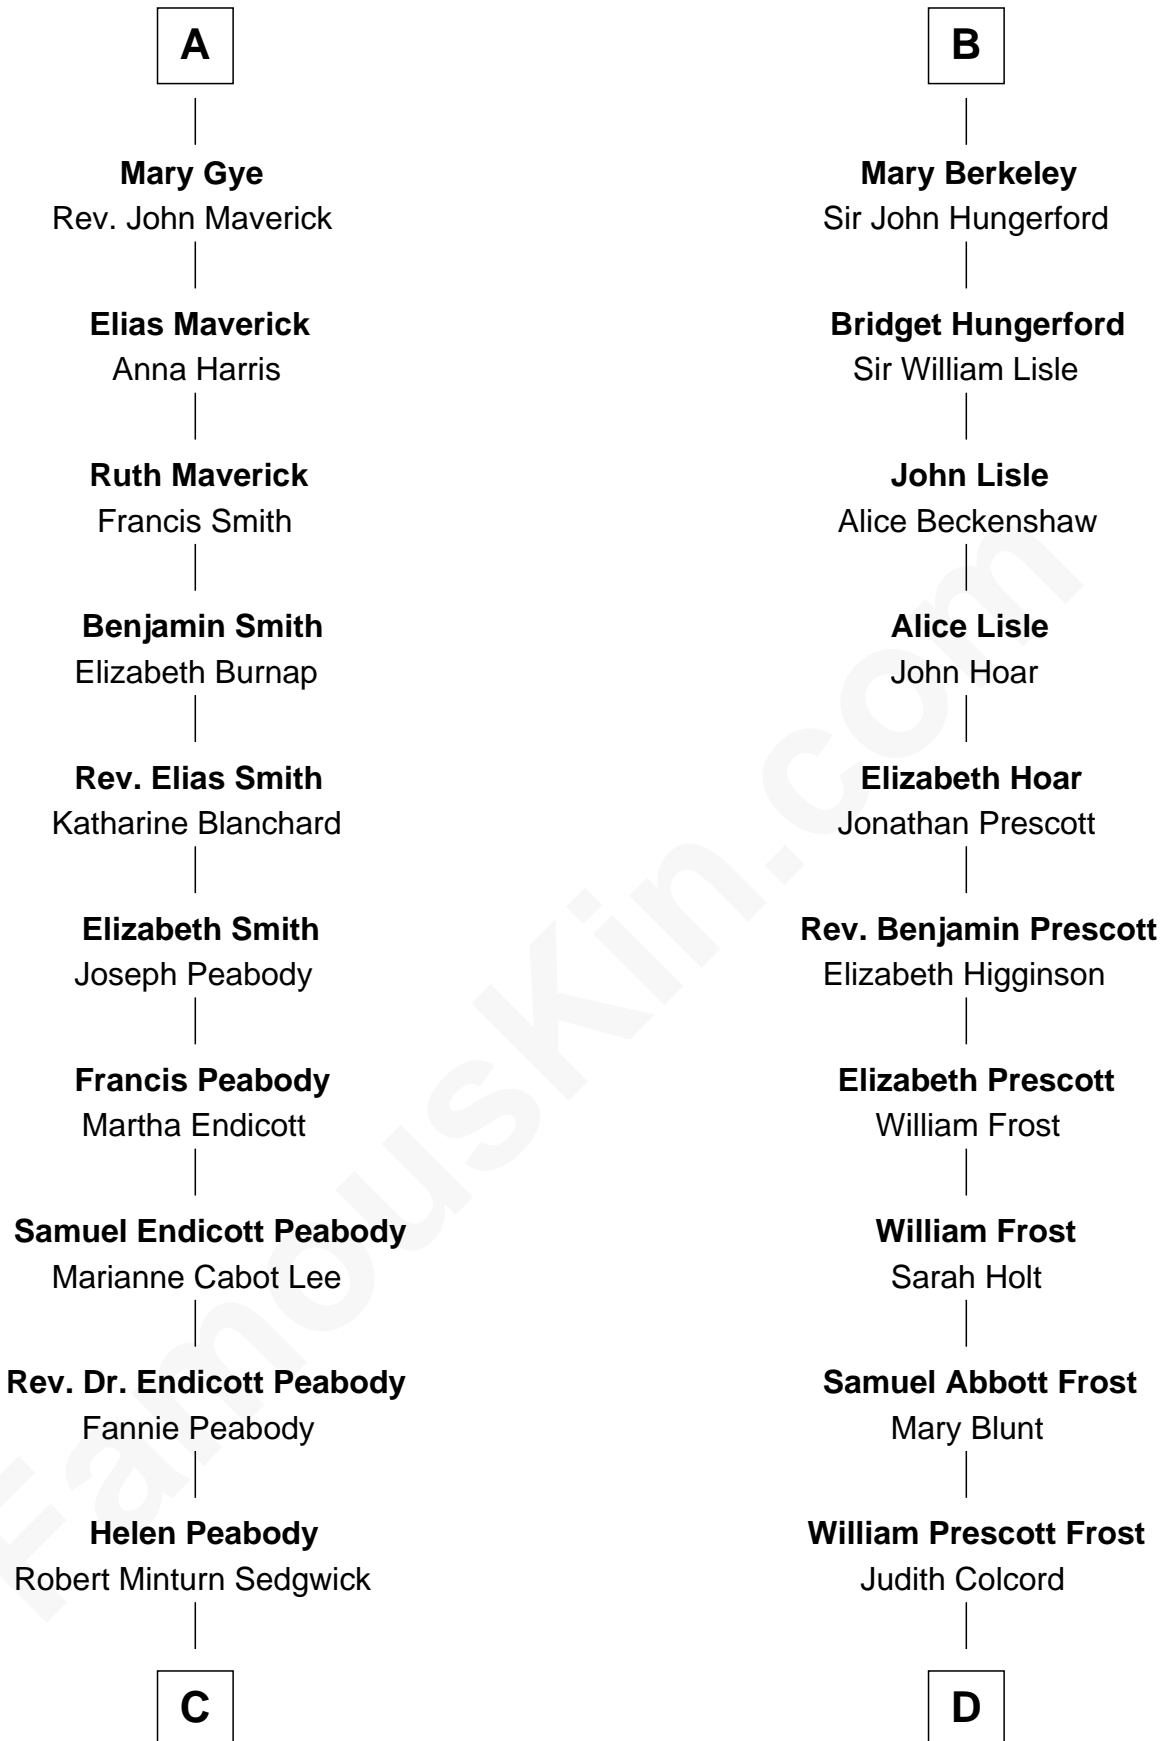 A
Mary Gye
Rev. John Maverick
Elias Maverick
Anna Harris
Ruth Maverick
Francis Smith
Benjamin Smith
Elizabeth Burnap
Rev. Elias Smith
Katharine Blanchard
Elizabeth Smith
Joseph Peabody
Francis Peabody
Martha Endicott
Samuel Endicott Peabody
Marianne Cabot Lee
Rev. Dr. Endicott Peabody
Fannie Peabody
Helen Peabody
Robert Minturn Sedgwick
C
B
Mary Berkeley
Sir John Hungerford
Bridget Hungerford
Sir William Lisle
John Lisle
Alice Beckenshaw
Alice Lisle
John Hoar
Elizabeth Hoar
Jonathan Prescott
Rev. Benjamin Prescott
Elizabeth Higginson
Elizabeth Prescott
William Frost
William Frost
Sarah Holt
Samuel Abbott Frost
Mary Blunt
William Prescott Frost
Judith Colcord
D
FamousKin.com